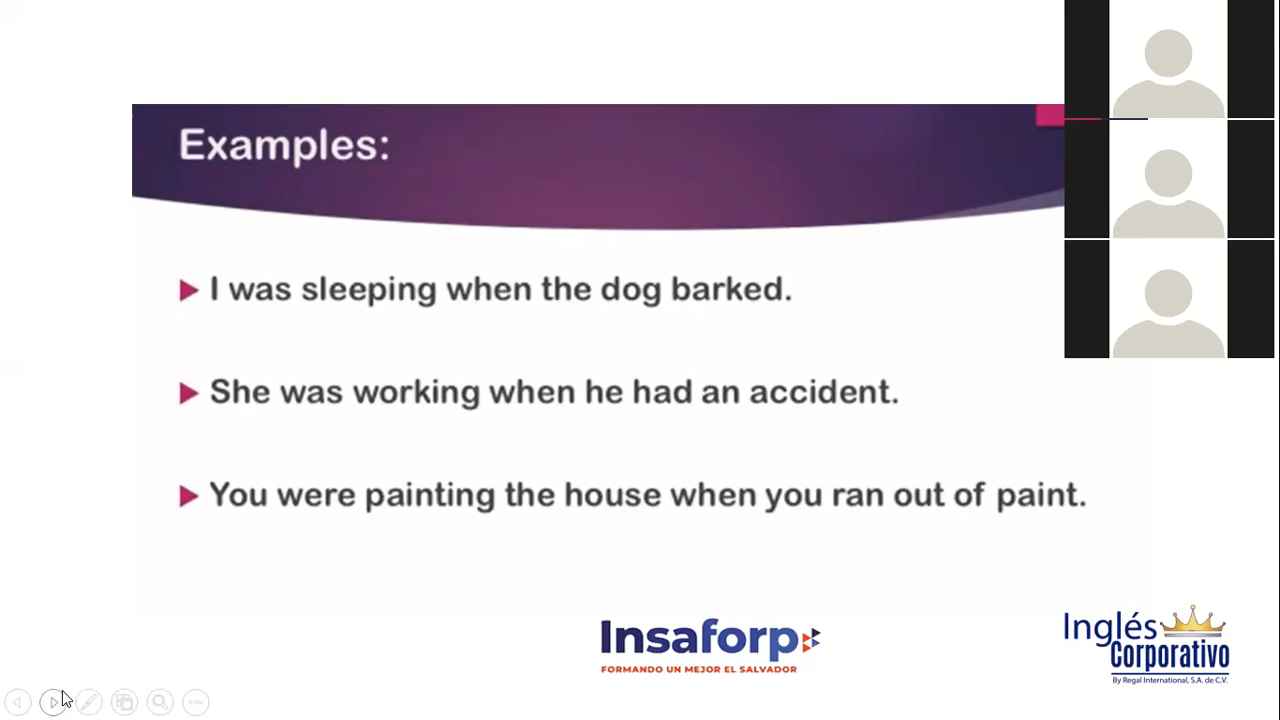 Examples:
I was sleeping when the dog barked.
She was working when he had an accident.
You were painting the house when you ran out of paint.
Insaforp
FORMANDO UN MEJOR EL SALVADOR
Inglés
Corporativo
By Regal International, S.A. de C.V.